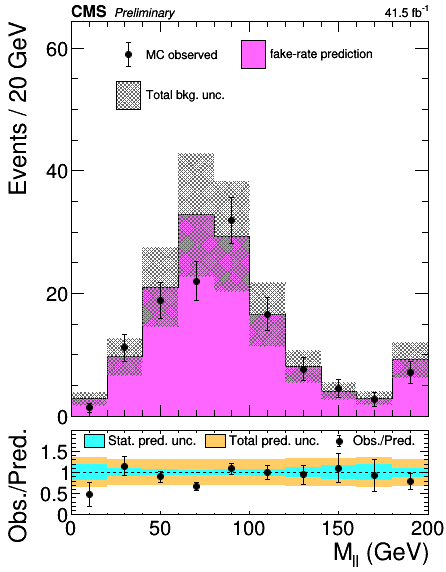 CMS Preliminary 41.5 fb⁻¹
Events / 20 GeV
MC observed
fake-rate prediction
Total bkg. unc.
60
40
20
0
Obs./Pred.
Stat. pred. unc.
Total pred. unc.
Obs./Pred.
1.5
1
0.5
0
0 50 100 150 200
M_ll (GeV)